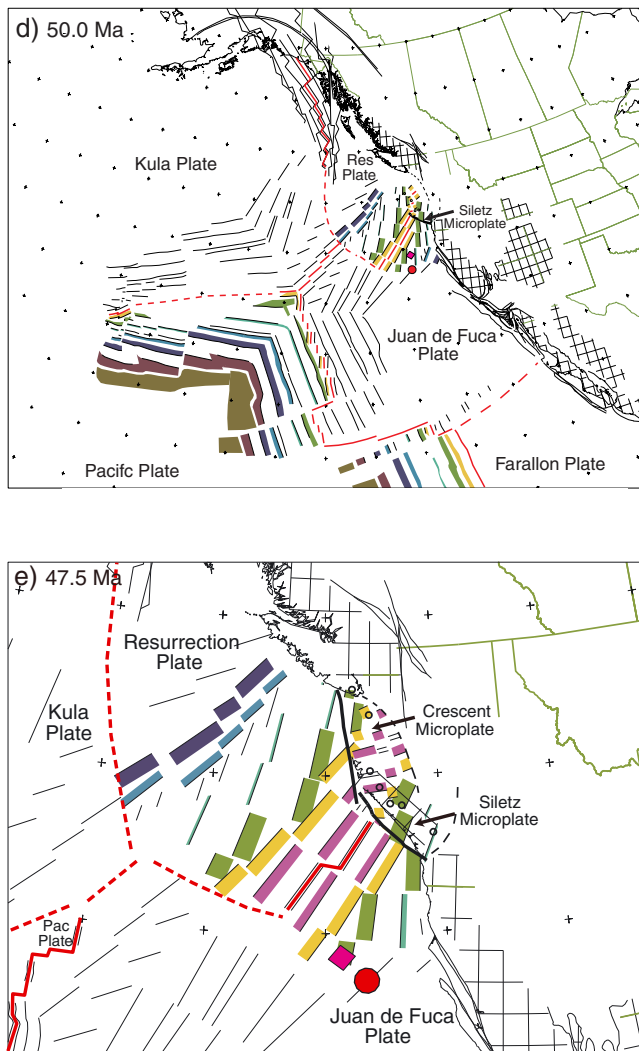 d) 50.0 Ma
Kula Plate
Res
Plate
Siletz
Microplate
Juan de Fuca
Plate
Pacifc Plate
Farallon Plate
e) 47.5 Ma
Resurrection
Plate
Kula
Plate
Crescent
Microplate
Siletz
Microplate
Pac
Plate
Juan de Fuca
Plate